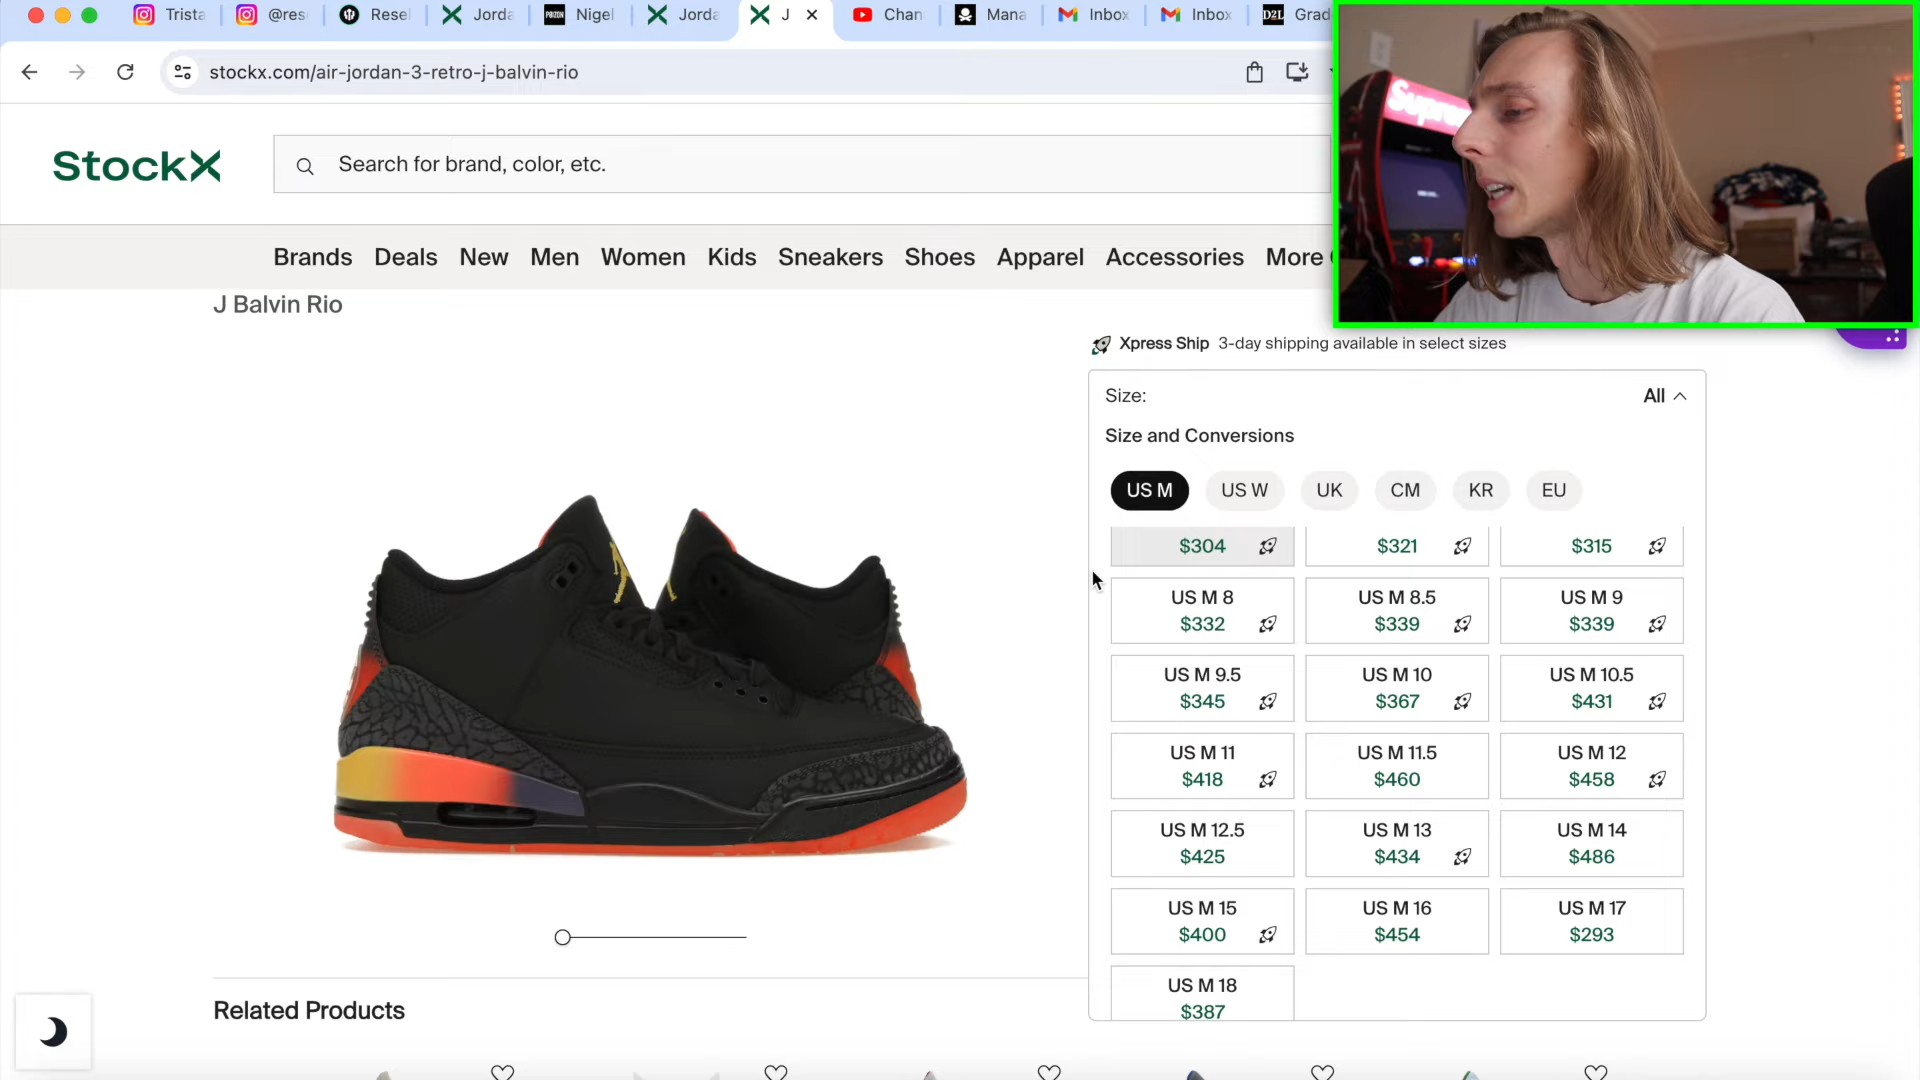 Trista
@res
Resel
Jorda
POIZON
Nigel
Jorda
J
Chan
Mana
Inbox
Inbox
D2L
Grad
stockx.com/air-jordan-3-retro-j-balvin-rio
StockX
Search for brand, color, etc.
Supre
Brands Deals New Men Women Kids Sneakers Shoes Apparel Accessories More
J Balvin Rio
Xpress Ship 3-day shipping available in select sizes
Size:
All
Size and Conversions
US M US W UK CM KR EU
$304 $321 $315
US M 8 US M 8.5 US M 9
$332 $339 $339
US M 9.5 US M 10 US M 10.5
$345 $367 $431
US M 11 US M 11.5 US M 12
$418 $460 $458
US M 12.5 US M 13 US M 14
$425 $434 $486
US M 15 US M 16 US M 17
$400 $454 $293
US M 18
$387
Related Products